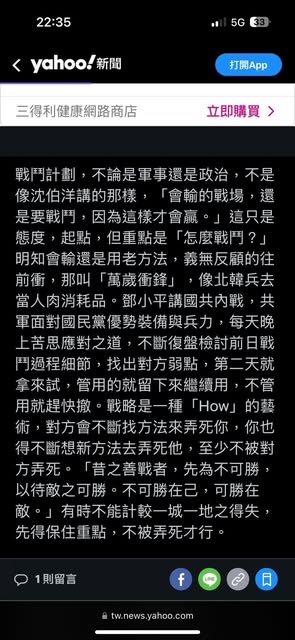 22:35
5G
33
yahoo!新聞
打開App
三得利健康網路商店
立即購買
戰鬥計劃，不論是軍事還是政治，不是
像沈伯洋講的那樣，「會輸的戰場，還
是要戰鬥，因為這樣才會贏。」這只是
態度，起點，但重點是「怎麼戰鬥？」
明知會輸還是用老方法，義無反顧的往
前衝，那叫「萬歲衝鋒」，像北韓兵去
當人肉消耗品。鄧小平講國共內戰，共
軍面對國民黨優勢裝備與兵力，每天晚
上苦思應對之道，不斷復盤檢討前日戰
鬥過程細節，找出對方弱點，第二天就
拿來試，管用的就留下來繼續用，不管
用就趕快撤。戰略是一種「How」的藝
術，對方會不斷找方法來弄死你，你也
得不斷想新方法去弄死他，至少不被對
方弄死。「昔之善戰者，先為不可勝，
以待敵之可勝。不可勝在己，可勝在
敵。」有時不能計較一城一地之得失，
先得保住重點，不被弄死才行。
1則留言
LINE
tw.news.yahoo.com